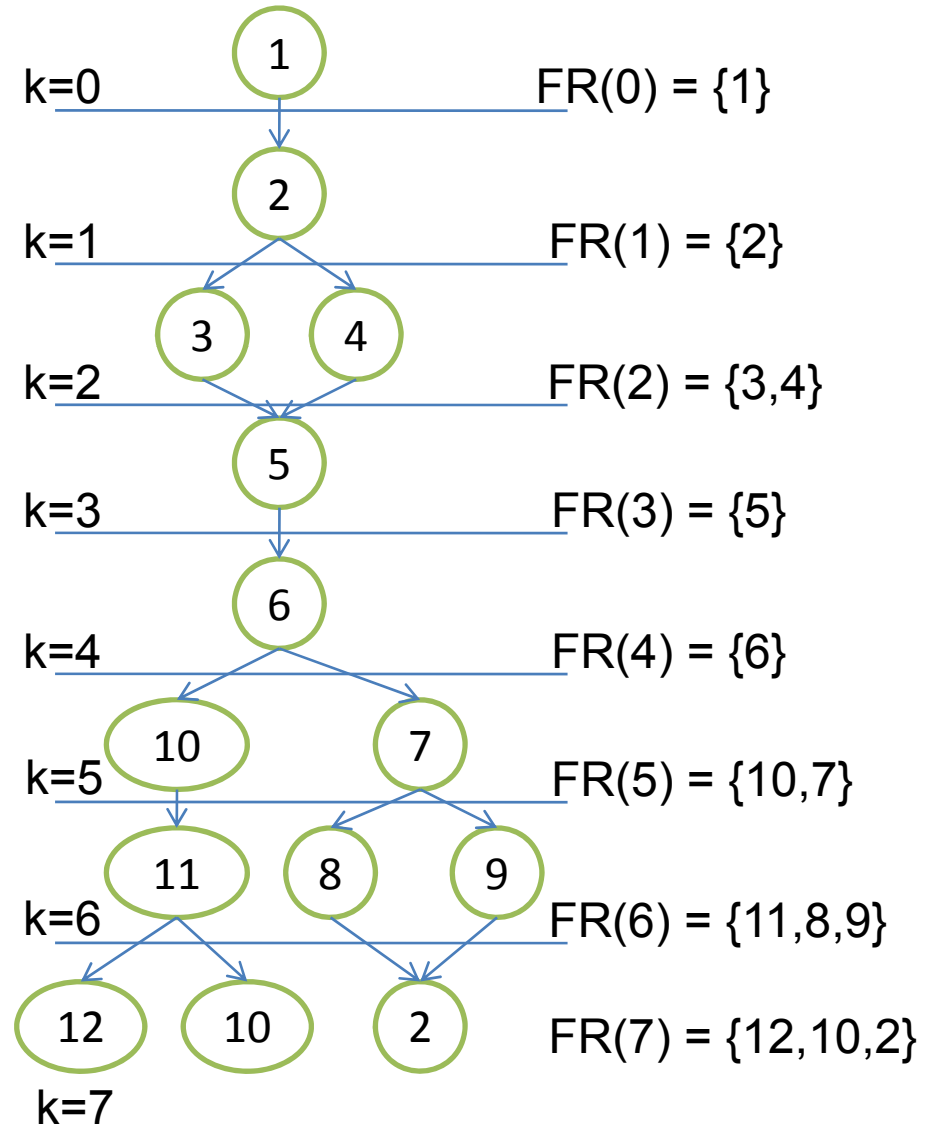 1
k=0 FR(0) = {1}
2
k=1 FR(1) = {2}
3 4
k=2 FR(2) = {3,4}
5
k=3 FR(3) = {5}
6
k=4 FR(4) = {6}
10 7
k=5 FR(5) = {10,7}
11 8 9
k=6 FR(6) = {11,8,9}
12 10 2 FR(7) = {12,10,2}
k=7